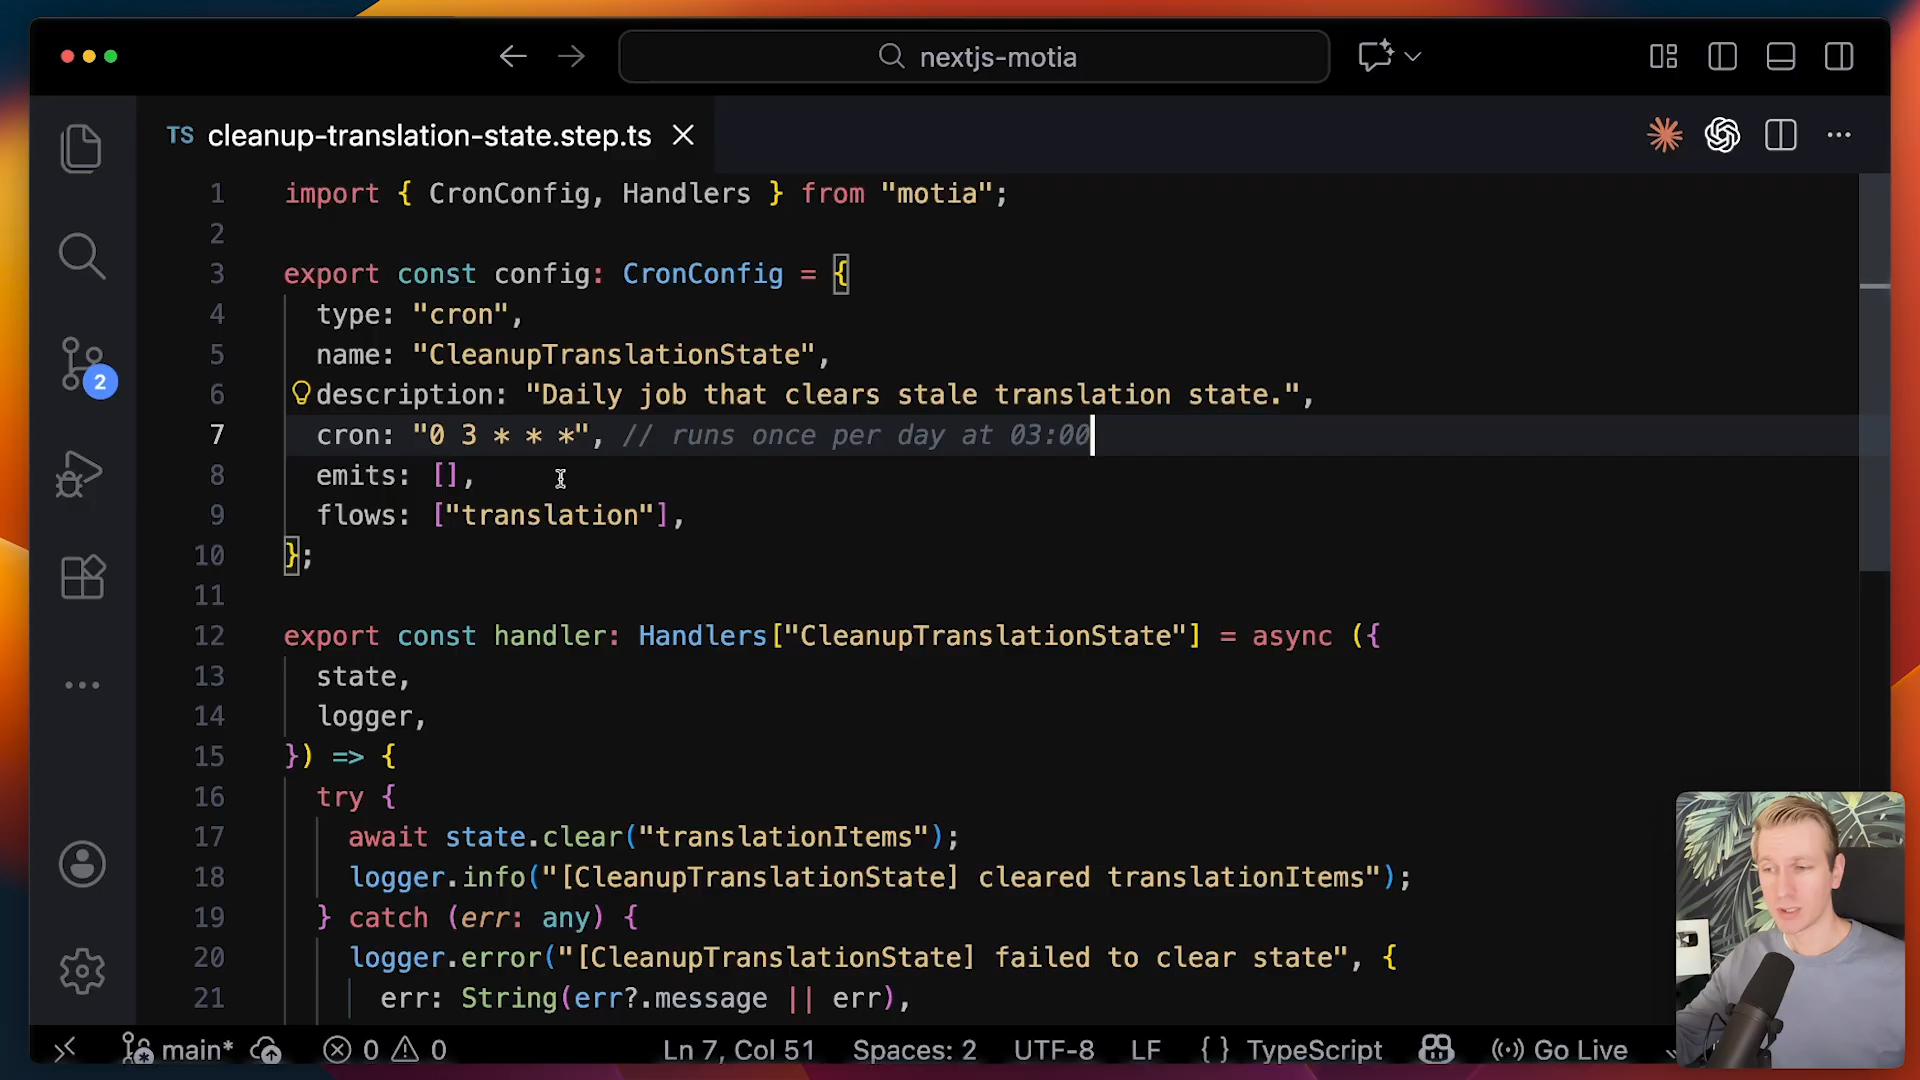 nextjs-motia
TS cleanup-translation-state.step.ts
1 import { CronConfig, Handlers } from "motia";
2
3 export const config: CronConfig = {
4 type: "cron",
5 name: "CleanupTranslationState",
6 description: "Daily job that clears stale translation state.",
7 cron: "0 3 * * *", // runs once per day at 03:00
8 emits: [],
9 flows: ["translation"],
10 };
11
12 export const handler: Handlers["CleanupTranslationState"] = async ({
13 state,
14 logger,
15 }) => {
16 try {
17 await state.clear("translationItems");
18 logger.info("[CleanupTranslationState] cleared translationItems");
19 } catch (err: any) {
20 logger.error("[CleanupTranslationState] failed to clear state", {
21 err: String(err?.message || err),
2
main* 0 0 Ln 7, Col 51 Spaces: 2 UTF-8 LF { } TypeScript Go Live